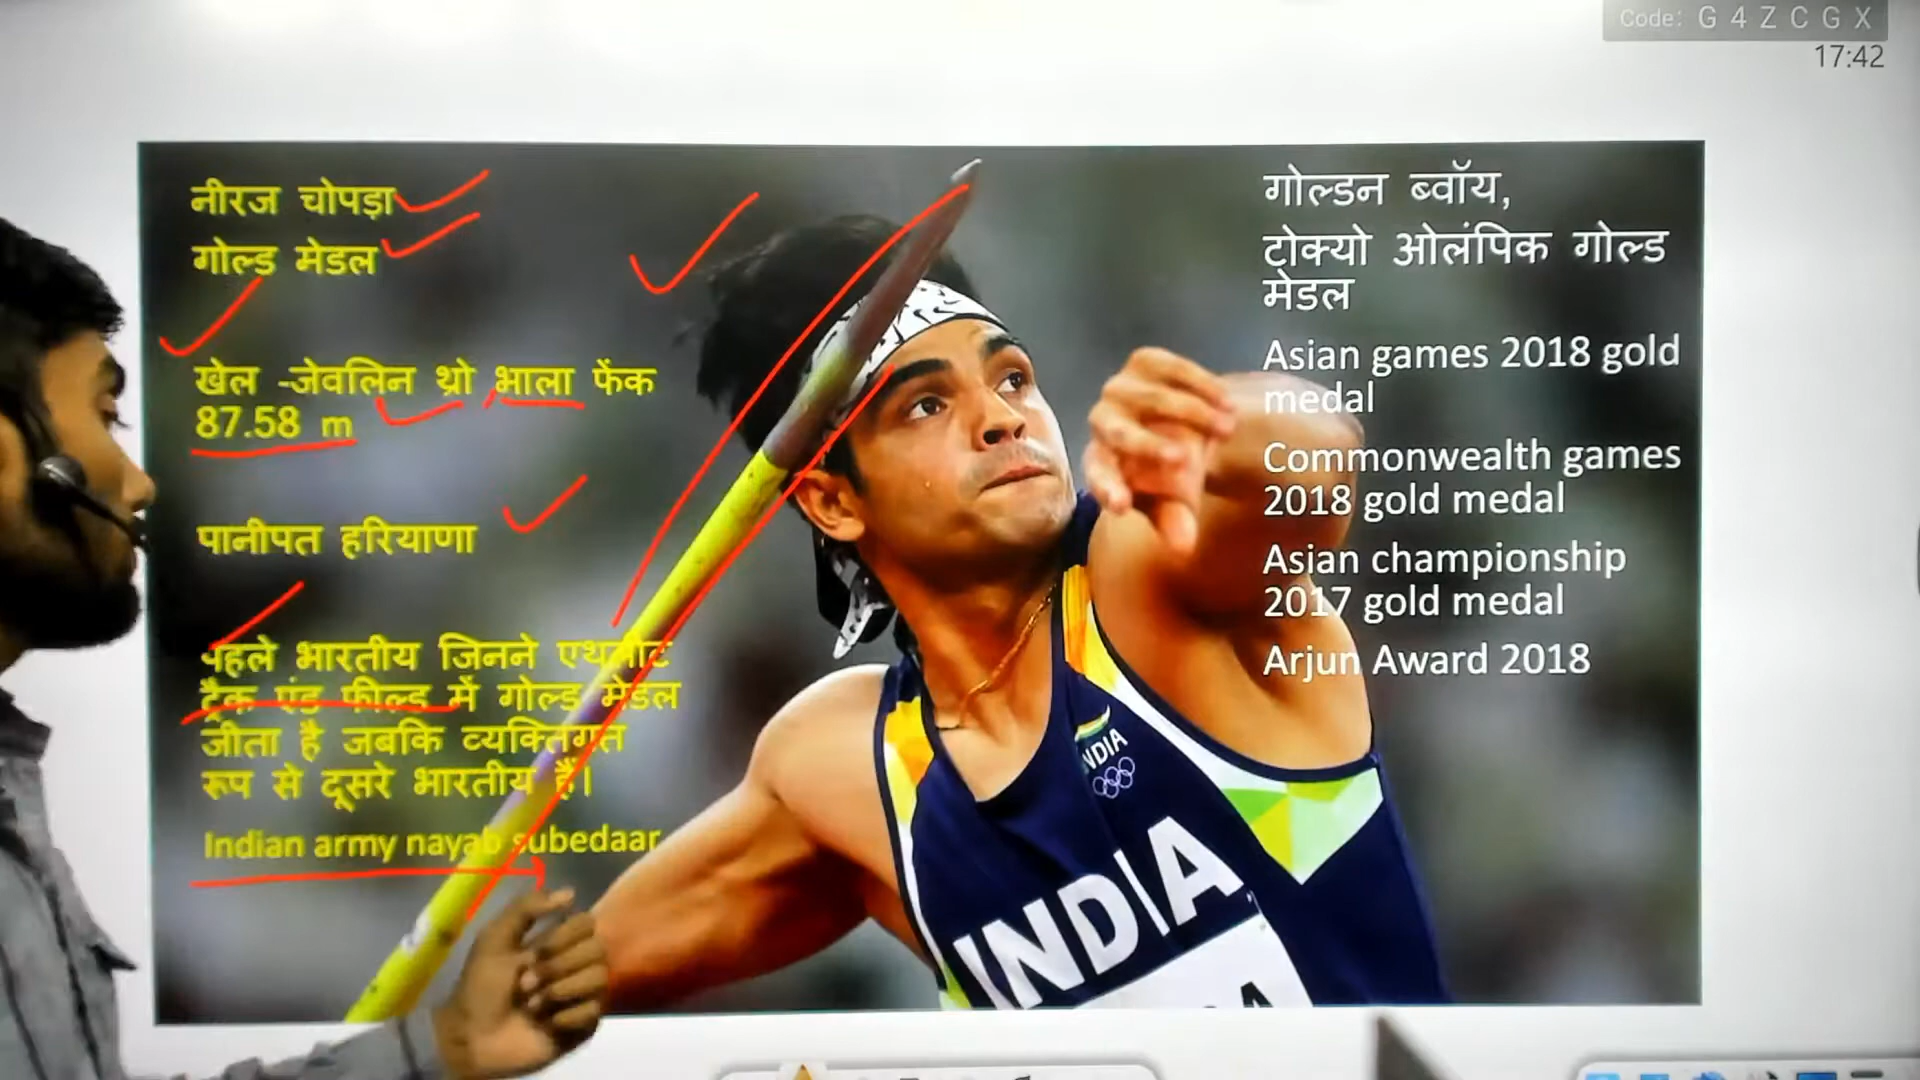 Code: G 4 Z C G X
17:42
नीरज चोपड़ा
गोल्ड मेडल
खेल -जेवलिन थ्रो ,भाला फेंक
87.58 m
पानीपत हरियाणा
पहले भारतीय जिनने एथलीट
ट्रैक एंड फील्ड में गोल्ड मेडल
जीता है जबकि व्यक्तिगत
रूप से दूसरे भारतीय हैं।
Indian army nayab subedaar
गोल्डन ब्वॉय,
टोक्यो ओलंपिक गोल्ड
मेडल
Asian games 2018 gold
medal
Commonwealth games
2018 gold medal
Asian championship
2017 gold medal
Arjun Award 2018
INDIA
INDIA